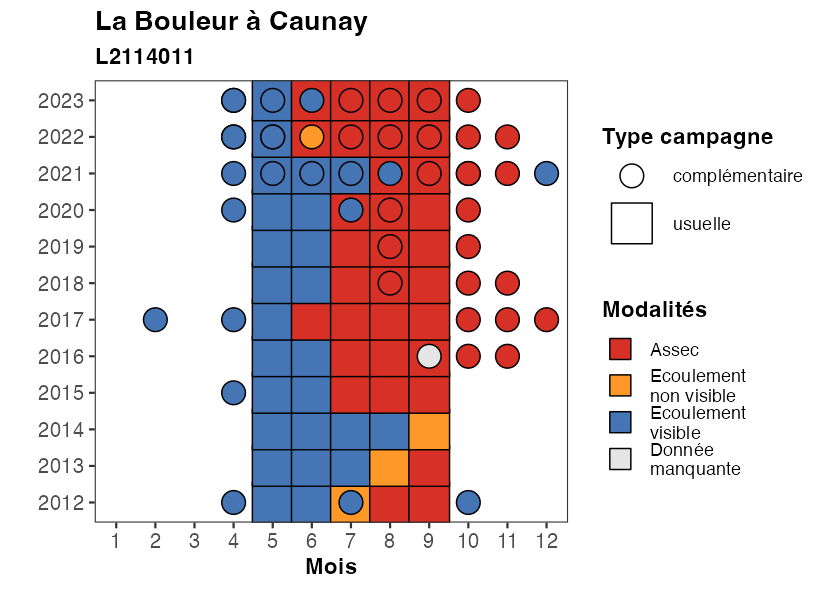 La Bouleur à Caunay
L2114011
2023
2022
2021
2020
2019
2018
2017
2016
2015
2014
2013
2012
1 2 3 4 5 6 7 8 9 10 11 12
Mois
Type campagne
complémentaire
usuelle
Modalités
Assec
Ecoulement
non visible
Ecoulement
visible
Donnée
manquante